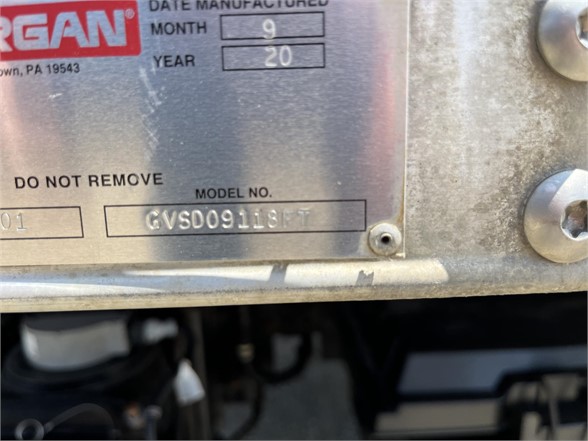 RGAN®
own, PA 19543
DATE MANUFACTURED
MONTH 9
YEAR 20
DO NOT REMOVE
MODEL NO.
01